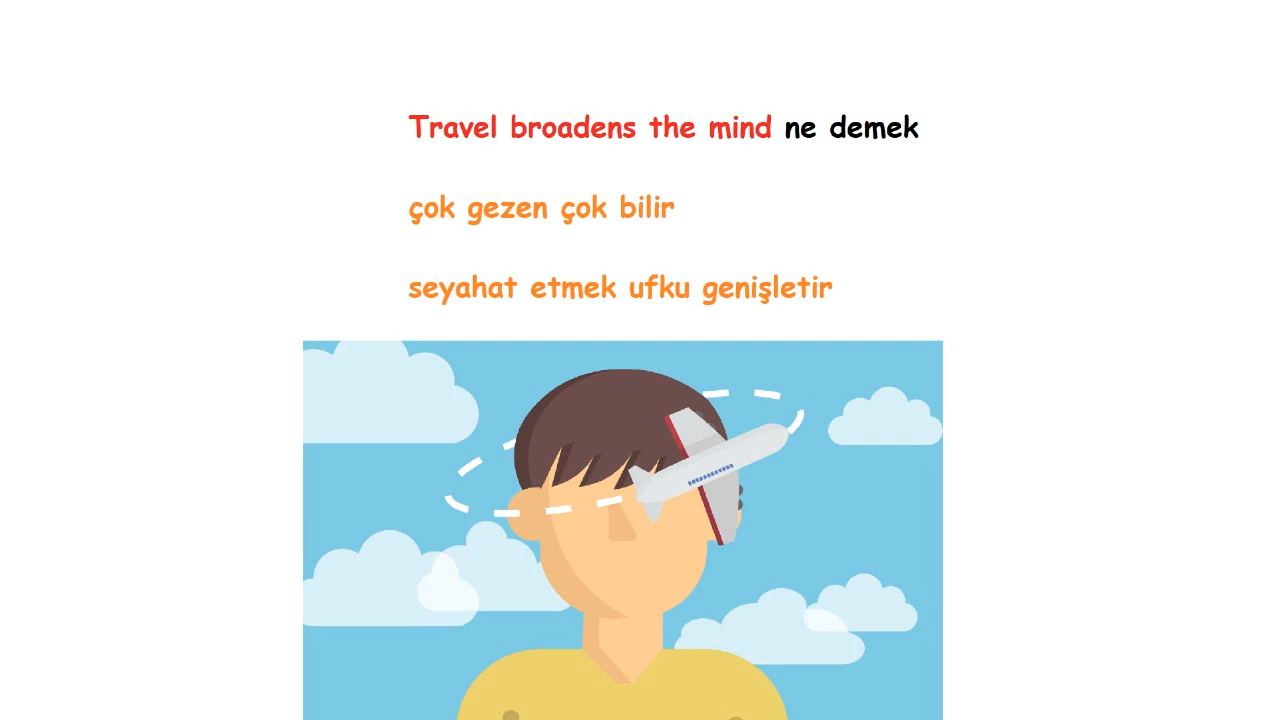 Travel broadens the mind ne demek
çok gezen çok bilir
seyahat etmek ufku genişletir